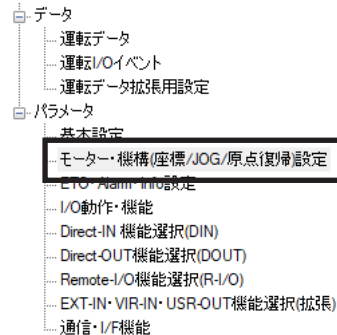 データ
運転データ
運転I/Oイベント
運転データ拡張用設定
パラメータ
基本設定
モーター・機構(座標/JOG/原点復帰)設定
ETO・Alarm・Info設定
I/O動作・機能
Direct-IN 機能選択(DIN)
Direct-OUT機能選択(DOUT)
Remote-I/O機能選択(R-I/O)
EXT-IN・VIR-IN・USR-OUT機能選択(拡張)
通信・I/F機能